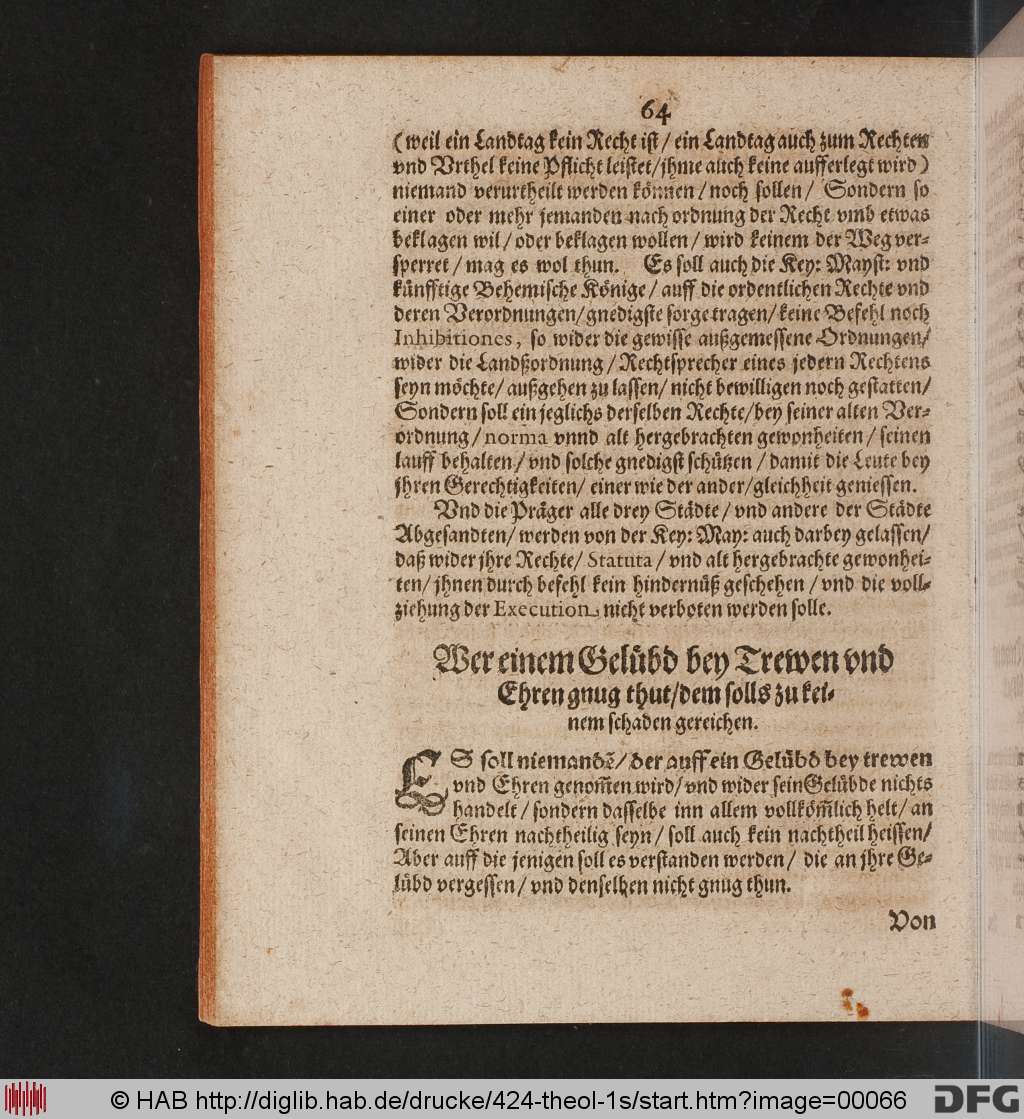 64
(weil ein Landtag kein Recht ist / ein Landtag auch zum Rechten
vnd Vrthel keine Pflicht leistet / jhme auch keine aufferlegt wird)
niemand verurtheilt werden können / noch sollen / Sondern so
einer oder mehr jemanden nach ordnung der Recht vmb etwas
beklagen wil / oder beklagen wollen / wird keinem der Weg ver-
sperret / mag es wol thun. Es soll auch die Key: Mayst: vnd
künfftige Behemische Könige / auff die ordentlichen Rechte vnd
deren Verordnungen / gnedigste sorge tragen / keine Befehl noch
Inhibitiones, so wider die gewisse außgemessene Ordnungen /
wider die Landßordnung / Rechtsprecher eines jedern Rechtens
seyn möchte / außgehen zu lassen / nicht bewilligen noch gestatten /
Sondern soll ein jeglichs derselben Rechte / bey seiner alten Ver-
ordnung / norma vnnd alt hergebrachten gewonheiten / seinen
lauff behalten / vnd solche gnedigst schützen / damit die Leute bey
jhren Gerechtigkeiten / einer wie der ander / gleichheit geniessen.
Vnd die Präger alle drey Städte / vnd andere der Städte
Abgesandten / werden von der Key: May: auch darbey gelassen /
daß wider jhre Rechte / Statuta / vnd alt hergebrachte gewonhei-
ten / jhnen durch befehl kein hindernüß geschehen / vnd die voll-
ziehung der Execution, nicht verboten werden solle.
Wer einem Gelübd bey Trewen vnd
Ehren gnug thut / dem solls zu kei-
nem schaden gereichen.
ES soll niemandē / der auff ein Gelübd bey trewen
vnd Ehren genom̄en wird / vnd wider sein Gelübde nichts
handelt / sondern dasselbe inn allem vollköm̄lich helt / an
seinen Ehren nachtheilig seyn / soll auch kein nachtheil heissen /
Aber auff die jenigen soll es verstanden werden / die an jhre Ge-
lübd vergessen / vnd denselben nicht gnug thun.
Von
© HAB http://diglib.hab.de/drucke/424-theol-1s/start.htm?image=00066
DFG